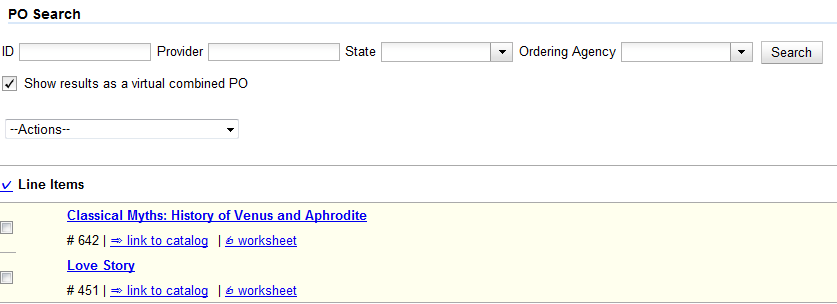 PO Search
ID Provider State Ordering Agency Search
Show results as a virtual combined PO
--Actions--
Line Items
Classical Myths: History of Venus and Aphrodite
# 642 | ⇒ link to catalog | ✍ worksheet
Love Story
# 451 | ⇒ link to catalog | ✍ worksheet